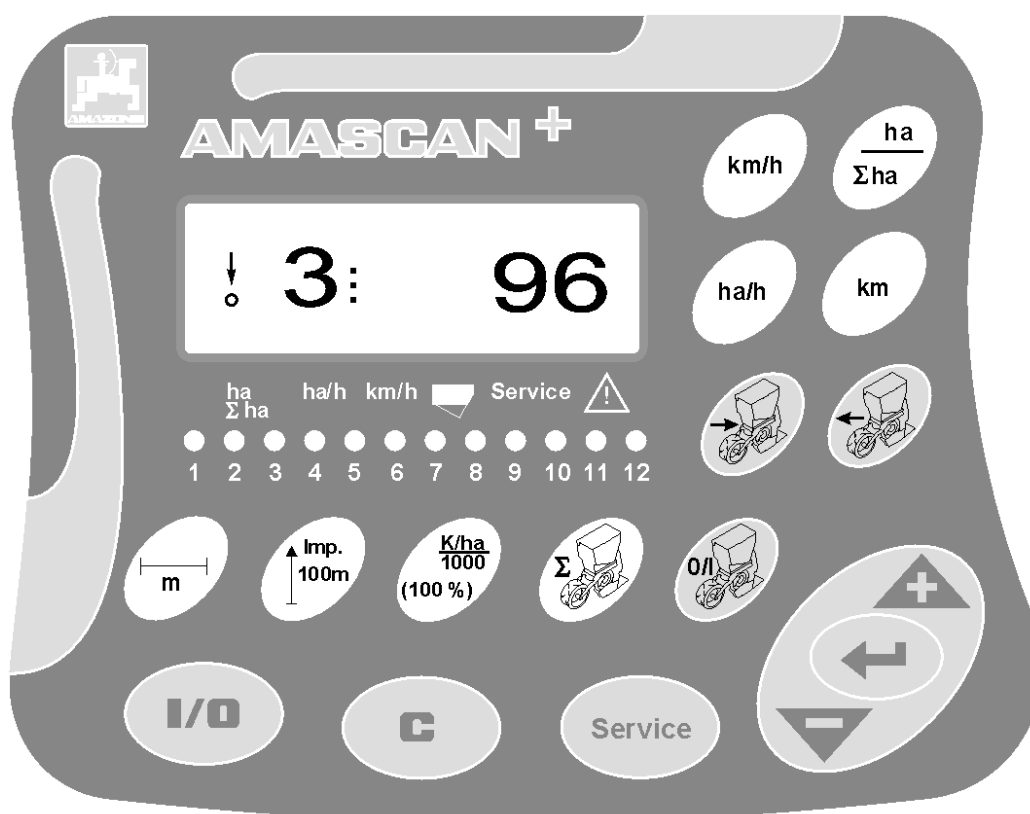 AMAZONE
AMASCAN +
km/h
ha
Σha
3: 96
ha/h
km
ha
Σ ha
ha/h
km/h
Service
!
1 2 3 4 5 6 7 8 9 10 11 12
m
Imp.
100m
K/ha
1000
(100 %)
Σ
0/I
+
I/O
C
Service
−